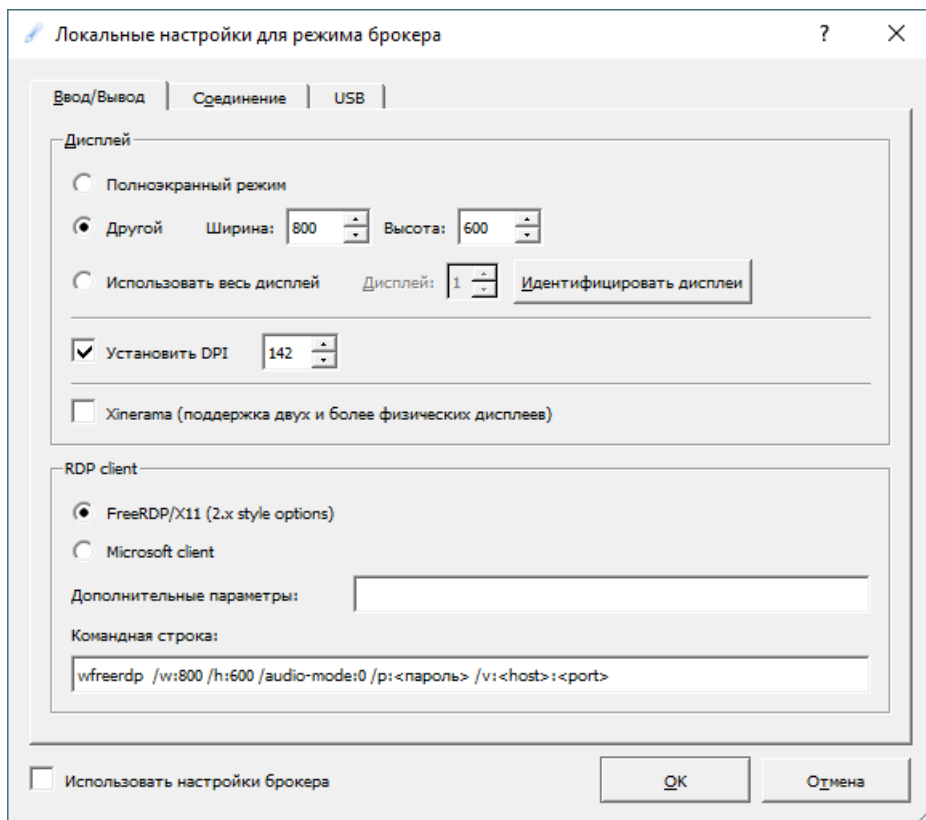 Локальные настройки для режима брокера ?
Ввод/Вывод Соединение USB
Дисплей
Полноэкранный режим
Другой Ширина: 800 Высота: 600
Использовать весь дисплей Дисплей: 1 Идентифицировать дисплеи
Установить DPI 142
Xinerama (поддержка двух и более физических дисплеев)
RDP client
FreeRDP/X11 (2.x style options)
Microsoft client
Дополнительные параметры:
Командная строка:
wfreerdp /w:800 /h:600 /audio-mode:0 /p:<пароль> /v:<host>:<port>
Использовать настройки брокера OK Отмена